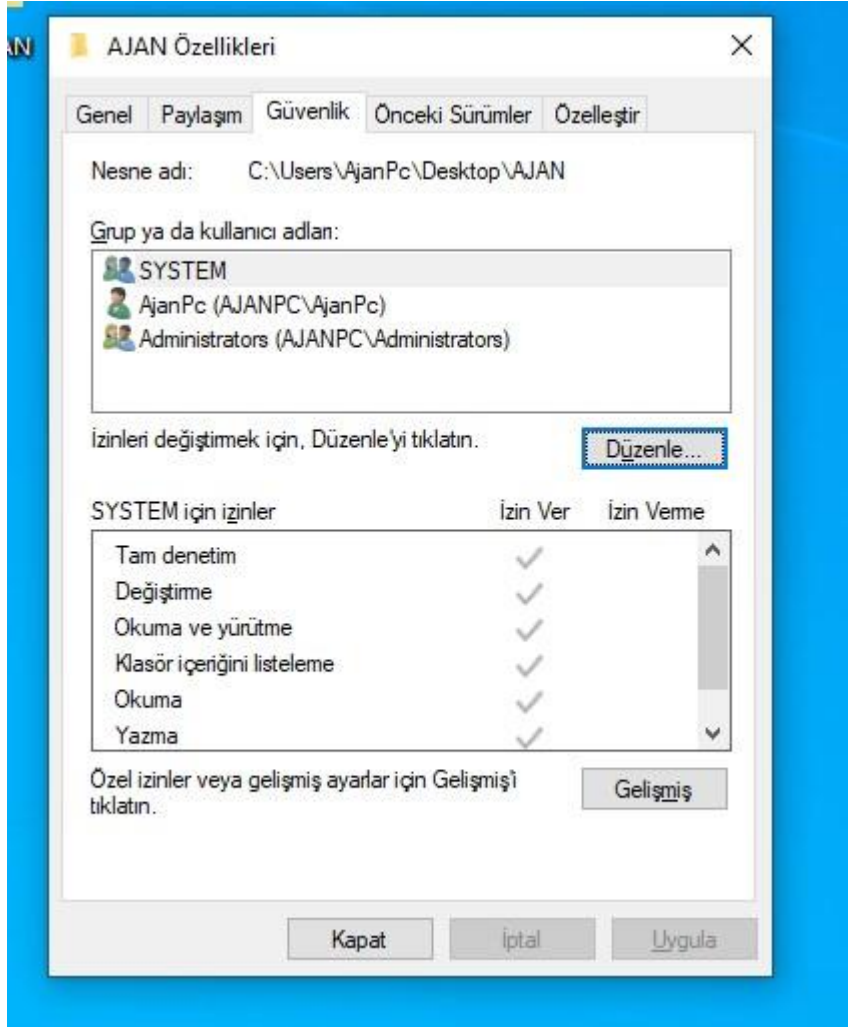 AN
AJAN Özellikleri
Genel Paylaşım Güvenlik Önceki Sürümler Özelleştir
Nesne adı: C:\Users\AjanPc\Desktop\AJAN
Grup ya da kullanıcı adları:
SYSTEM
AjanPc (AJANPC\AjanPc)
Administrators (AJANPC\Administrators)
İzinleri değiştirmek için, Düzenle'yi tıklatın.
Düzenle...
SYSTEM için izinler İzin Ver İzin Verme
Tam denetim
Değiştirme
Okuma ve yürütme
Klasör içeriğini listeleme
Okuma
Yazma
Özel izinler veya gelişmiş ayarlar için Gelişmiş'i
tıklatın.
Gelişmiş
Kapat İptal Uygula